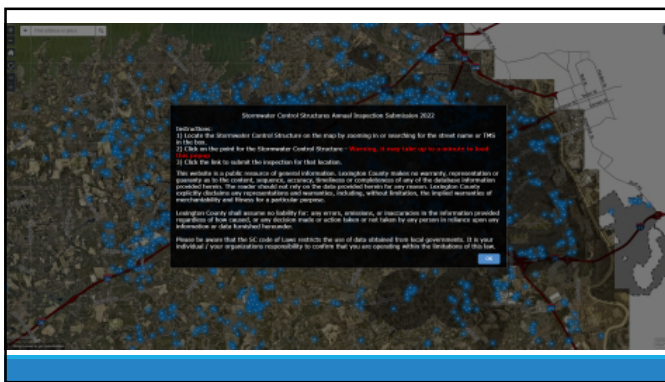 Find address or place
Stormwater Control Structures Annual Inspection Submission 2022
Instructions:
1) Locate the Stormwater Control Structure on the map by zooming in or searching for the street name or TMS
in the box.
2) Click on the point for the Stormwater Control Structure - Warning, it may take up to a minute to load
this popup.
3) Click the link to submit the inspection for that location.
This website is a public resource of general information. Lexington County makes no warranty, representation or
guaranty as to the content, sequence, accuracy, timeliness or completeness of any of the database information
provided herein. The reader should not rely on the data provided herein for any reason. Lexington County
explicitly disclaims any representations and warranties, including, without limitation, the implied warranties of
merchantability and fitness for a particular purpose.
Lexington County shall assume no liability for: any errors, omissions, or inaccuracies in the information provided
regardless of how caused, or any decision made or action taken or not taken by any person in reliance upon any
information or data furnished hereunder.
Please be aware that the SC code of Laws restricts the use of data obtained from local governments. It is your
individual / your organizations responsibility to confirm that you are operating within the limitations of this law.
OK